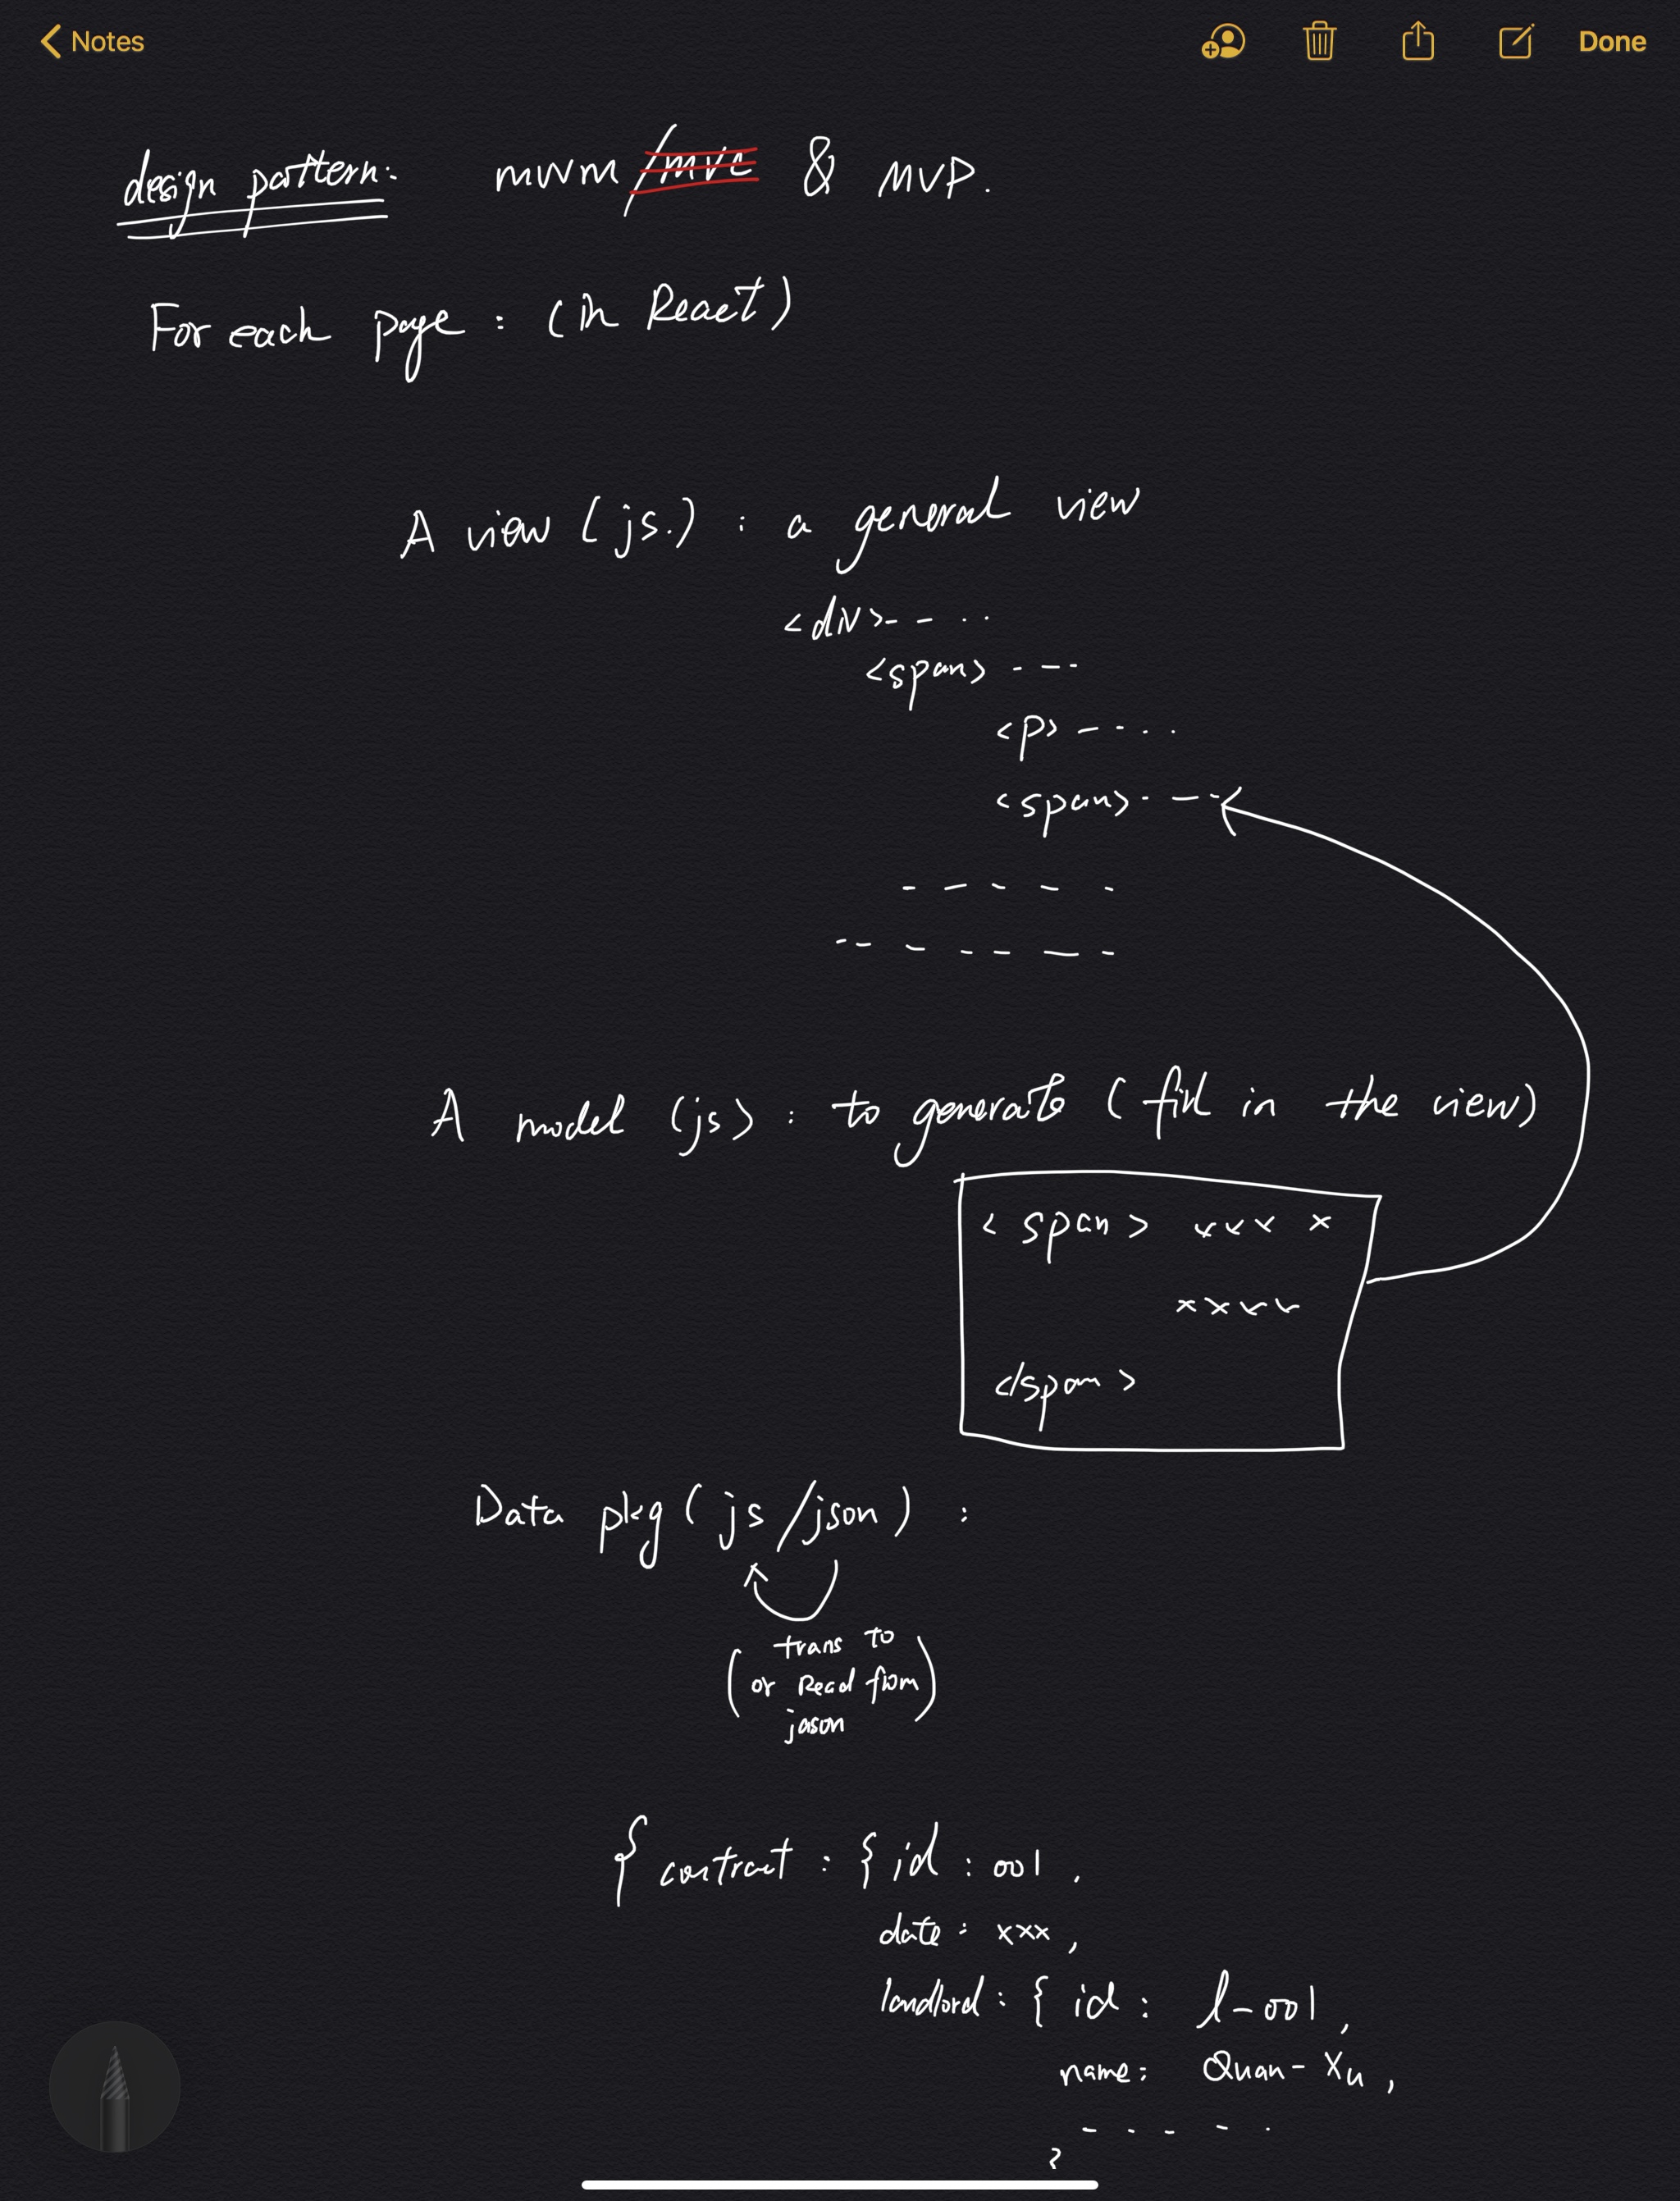 Notes
Done
design pattern: mvvm /mvc & MVP.
For each page : (in React)
A view (js.) : a general view
<div>-- - . . .
<span> - - - -
<p> - - - . .
<span> - - - -
- - - - -
-- - - - - -
A model (js) : to generate ( fill in the view)
<span> xxx x
xxxx
</span>
Data pkg ( js /json ) :
( trans to
or Read from
jason )
{ contract : { id : 001 ,
date : xxx ,
landlord : { id : l-001 ,
name : Quan-Xu ,
- - - - -
}